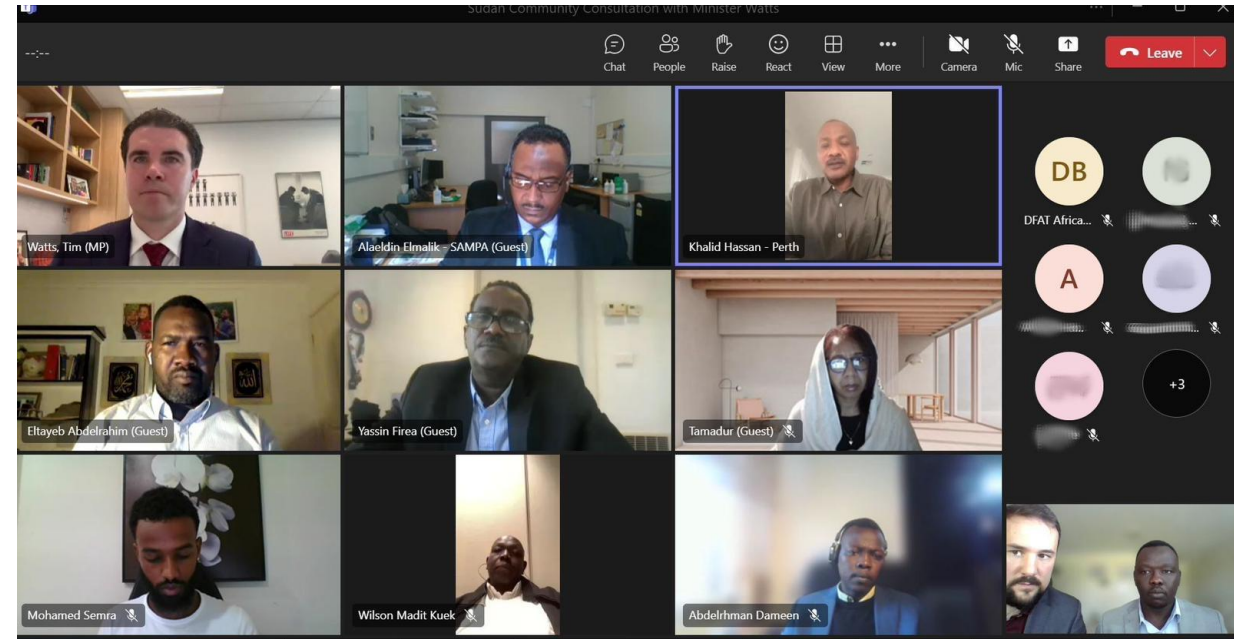 Sudan Community Consultation with Minister Watts
--:--
Chat
People
Raise
React
View
More
Camera
Mic
Share
Leave
Watts, Tim (MP)
Alaeldin Elmalik - SAMPA (Guest)
Khalid Hassan - Perth
DB
DFAT Africa...
A
Eltayeb Abdelrahim (Guest)
Yassin Firea (Guest)
Tamadur (Guest)
+3
Mohamed Semra
Wilson Madit Kuek
Abdelrhman Dameen